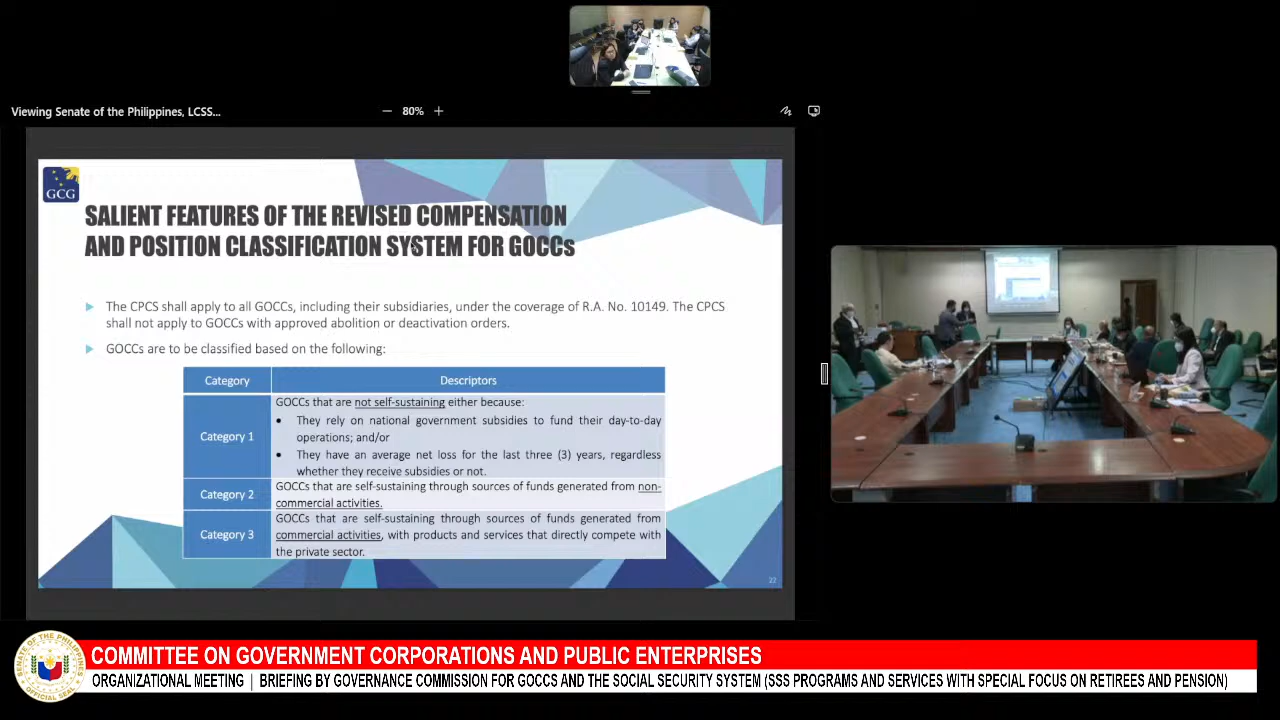 Viewing Senate of the Philippines, LCSS...
80%
GCG
SALIENT FEATURES OF THE REVISED COMPENSATION
AND POSITION CLASSIFICATION SYSTEM FOR GOCCs
The CPCS shall apply to all GOCCs, including their subsidiaries, under the coverage of R.A. No. 10149. The CPCS
shall not apply to GOCCs with approved abolition or deactivation orders.
GOCCs are to be classified based on the following:
Category Descriptors
GOCCs that are not self-sustaining either because:
They rely on national government subsidies to fund their day-to-day
Category 1
operations; and/or
They have an average net loss for the last three (3) years, regardless
whether they receive subsidies or not.
Category 2
GOCCs that are self-sustaining through sources of funds generated from non-
commercial activities.
Category 3
GOCCs that are self-sustaining through sources of funds generated from
commercial activities, with products and services that directly compete with
the private sector.
22
SENATE OF THE PHILIPPINES
OFFICIAL SEAL
COMMITTEE ON GOVERNMENT CORPORATIONS AND PUBLIC ENTERPRISES
ORGANIZATIONAL MEETING | BRIEFING BY GOVERNANCE COMMISSION FOR GOCCS AND THE SOCIAL SECURITY SYSTEM (SSS PROGRAMS AND SERVICES WITH SPECIAL FOCUS ON RETIREES AND PENSION)